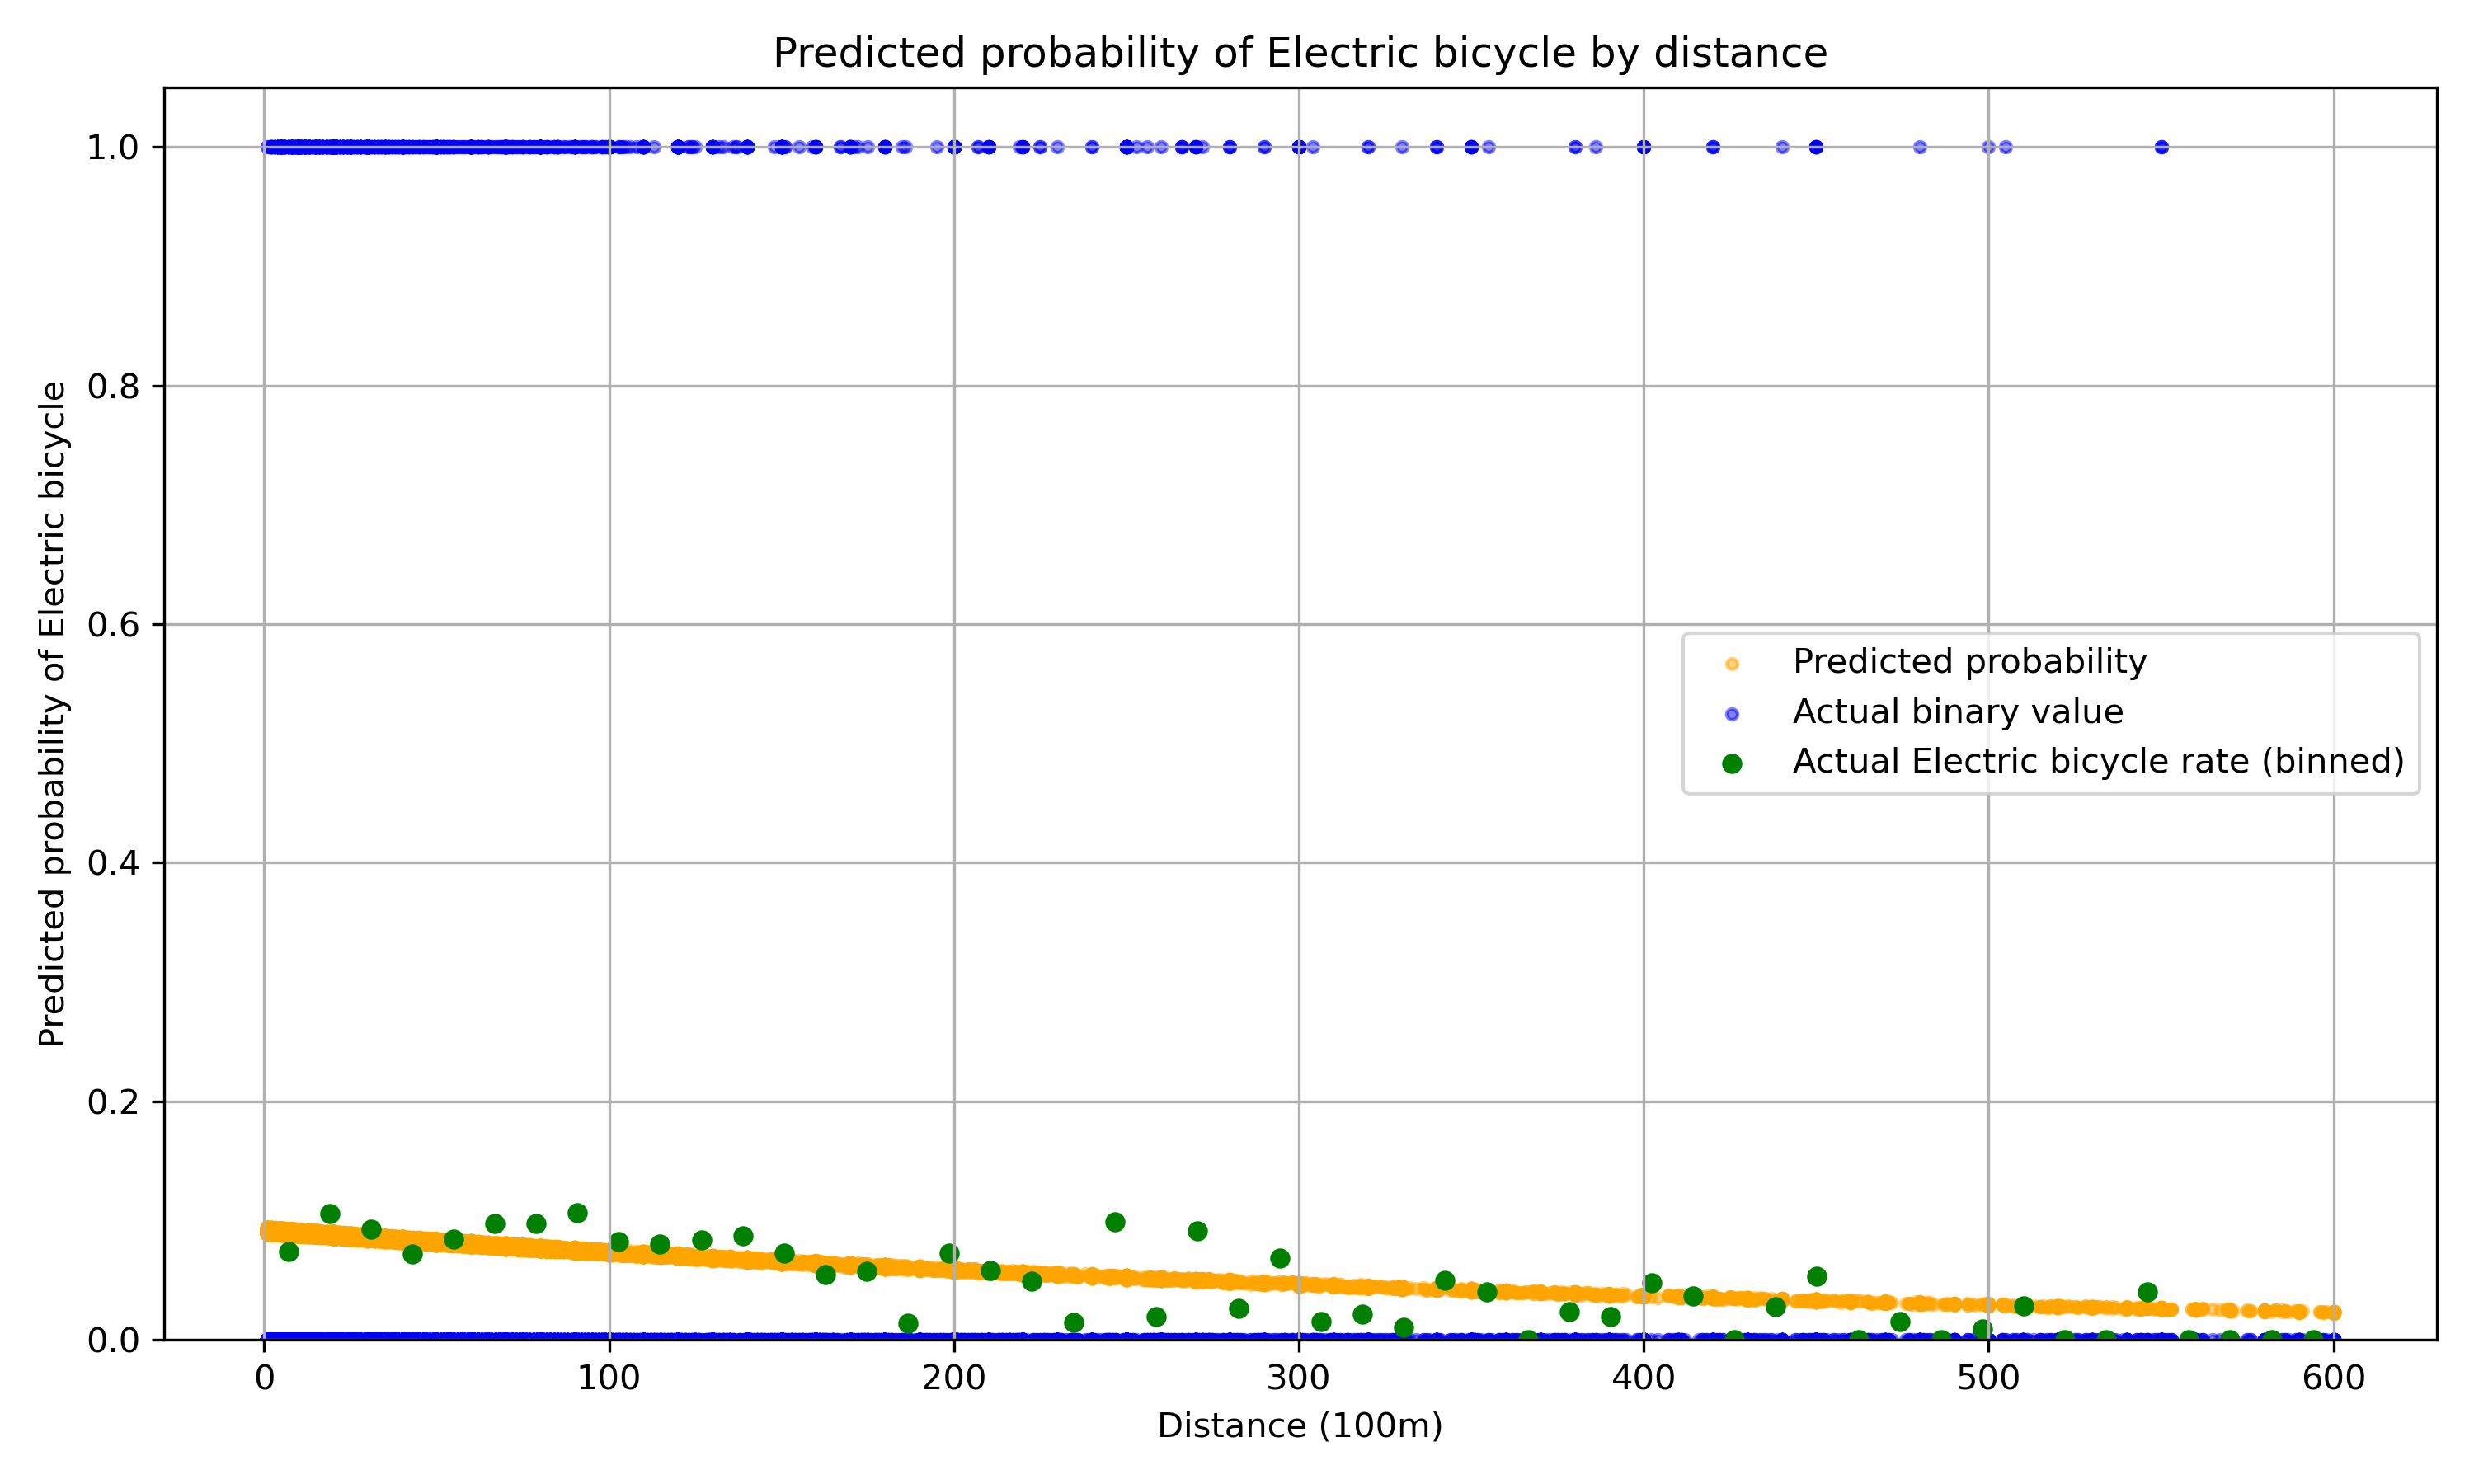 Predicted probability of Electric bicycle by distance
Predicted probability of Electric bicycle
1.0
0.8
0.6
0.4
0.2
0.0
Predicted probability
Actual binary value
Actual Electric bicycle rate (binned)
0 100 200 300 400 500 600
Distance (100m)